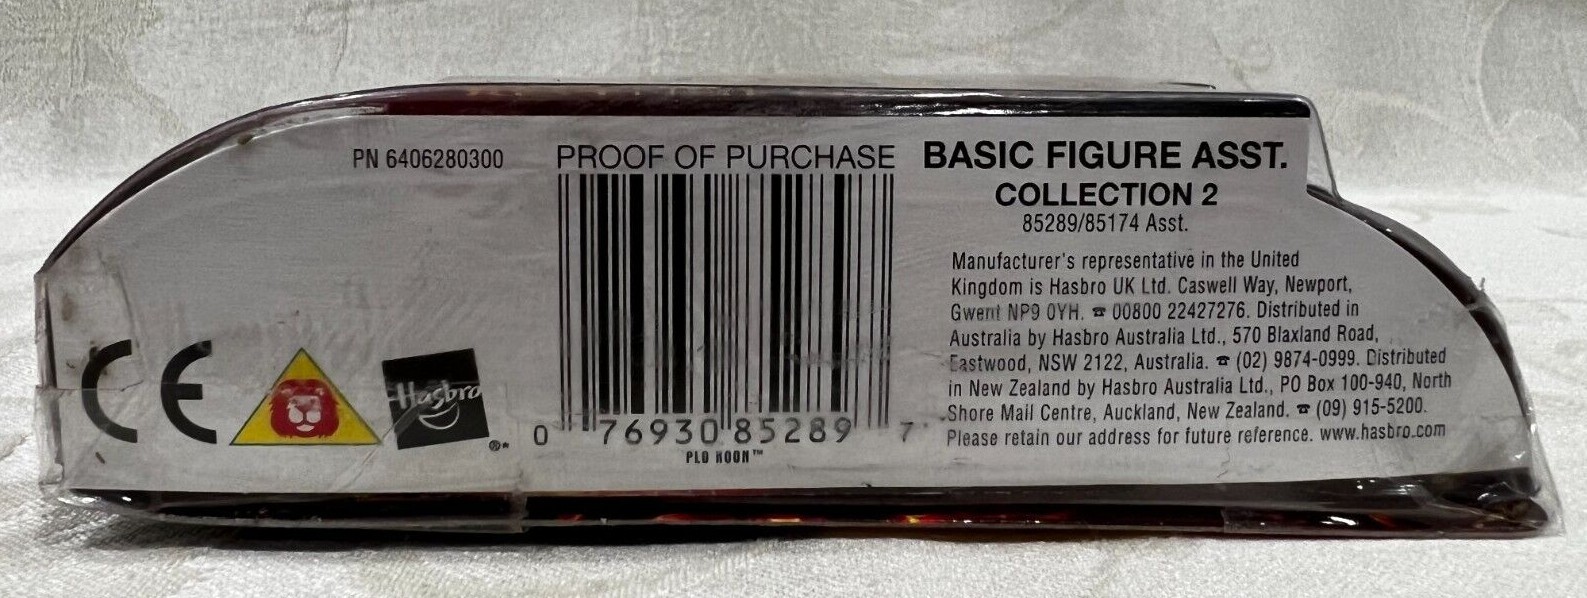 PN 6406280300
PROOF OF PURCHASE
0 76930 85289 7
PLO KOON™
CE
Hasbro
®*
BASIC FIGURE ASST.
COLLECTION 2
85289/85174 Asst.
Manufacturer's representative in the United
Kingdom is Hasbro UK Ltd. Caswell Way, Newport,
Gwent NP9 0YH. ☎ 00800 22427276. Distributed in
Australia by Hasbro Australia Ltd., 570 Blaxland Road,
Eastwood, NSW 2122, Australia. ☎ (02) 9874-0999. Distributed
in New Zealand by Hasbro Australia Ltd., PO Box 100-940, North
Shore Mail Centre, Auckland, New Zealand. ☎ (09) 915-5200.
Please retain our address for future reference. www.hasbro.com